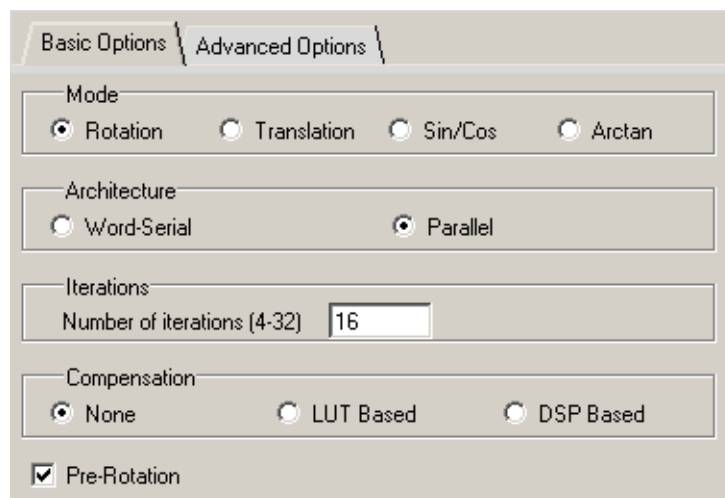 Basic Options Advanced Options
Mode
Rotation Translation Sin/Cos Arctan
Architecture
Word-Serial Parallel
Iterations
Number of iterations (4-32) 16
Compensation
None LUT Based DSP Based
Pre-Rotation